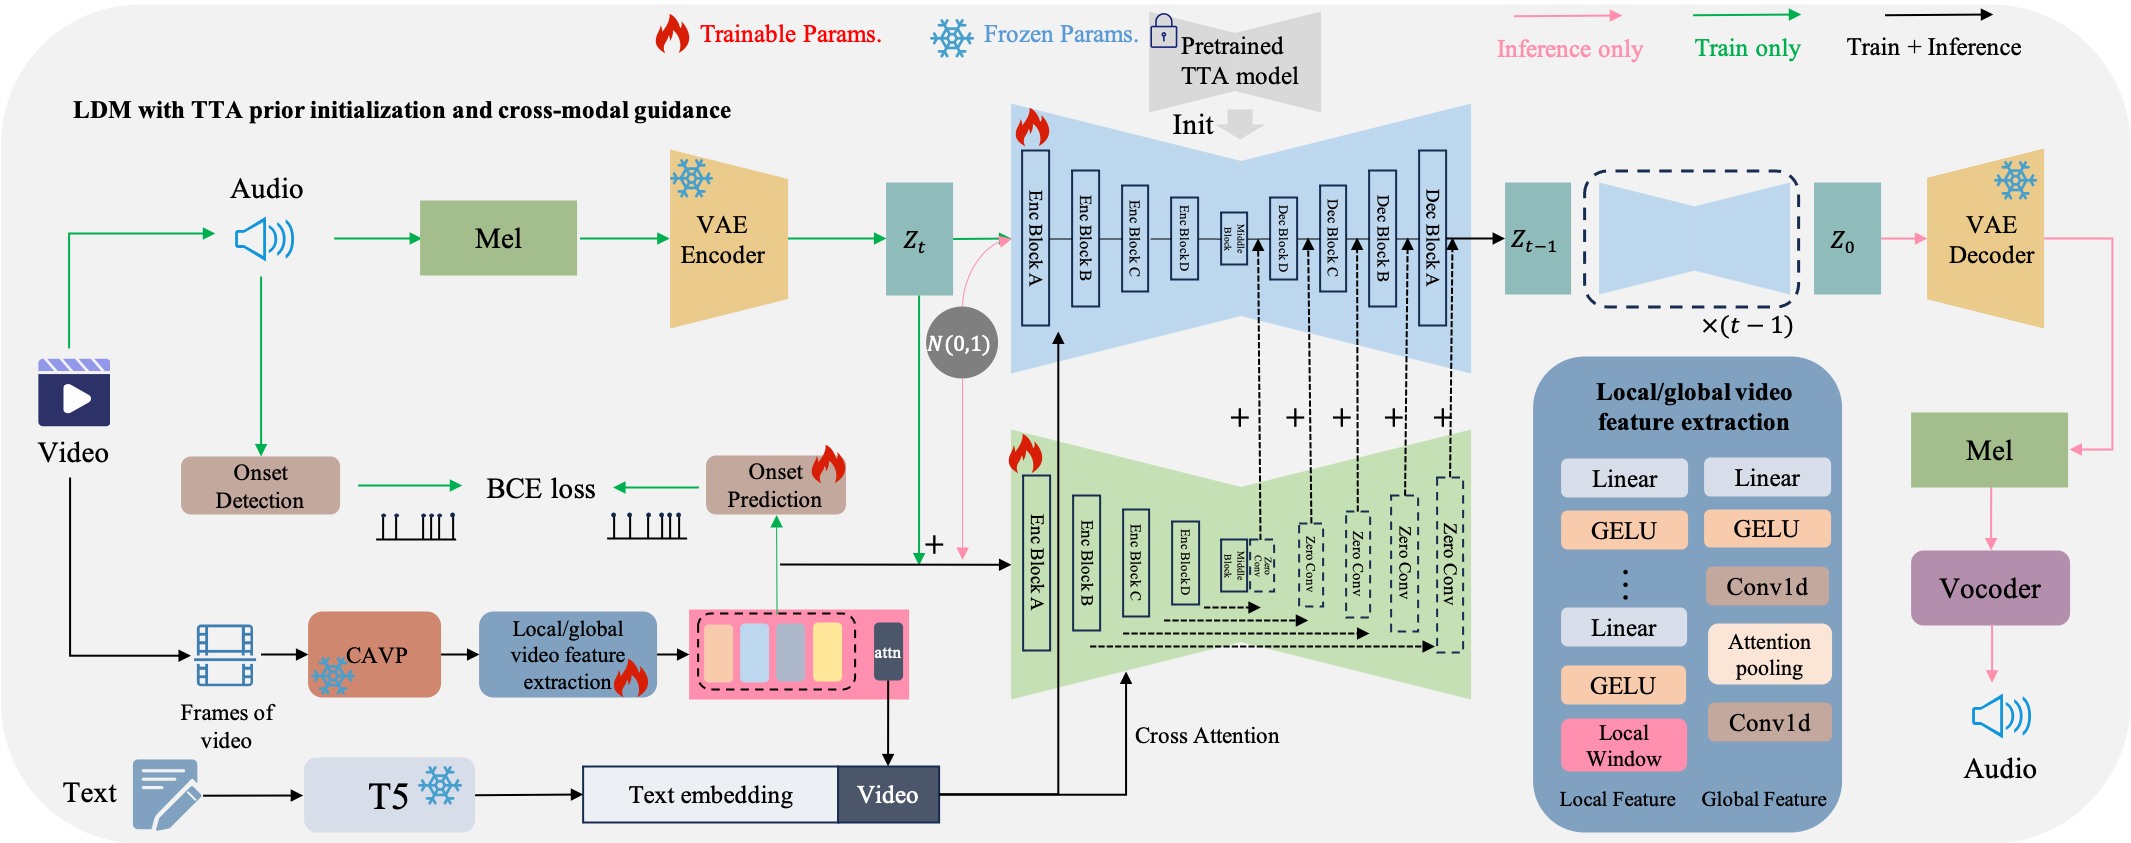 Trainable Params.
Frozen Params.
Pretrained
TTA model
Inference only
Train only
Train + Inference
LDM with TTA prior initialization and cross-modal guidance
Init
Audio
Mel
VAE
Encoder
Z_t
N(0,1)
Enc Block A
Enc Block B
Enc Block C
Enc Block D
Middle
Block
Dec Block D
Dec Block C
Dec Block B
Dec Block A
Z_{t-1}
×(t − 1)
Z_0
VAE
Decoder
Video
Onset
Detection
BCE loss
Onset
Prediction
+
+
+
+
+
+
Enc Block A
Enc Block B
Enc Block C
Enc Block D
Middle
Block
Zero
Conv
Zero Conv
Zero Conv
Zero Conv
Zero Conv
Frames of
video
CAVP
Local/global
video feature
extraction
attn
Cross Attention
Text
T5
Text embedding
Video
Local/global video
feature extraction
Linear
GELU
⋮
Linear
GELU
Local
Window
Local Feature
Linear
GELU
Conv1d
Attention
pooling
Conv1d
Global Feature
Mel
Vocoder
Audio